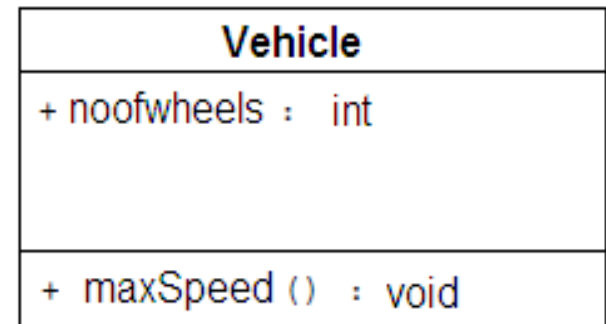 Vehicle
+ noofwheels : int
+ maxSpeed () : void